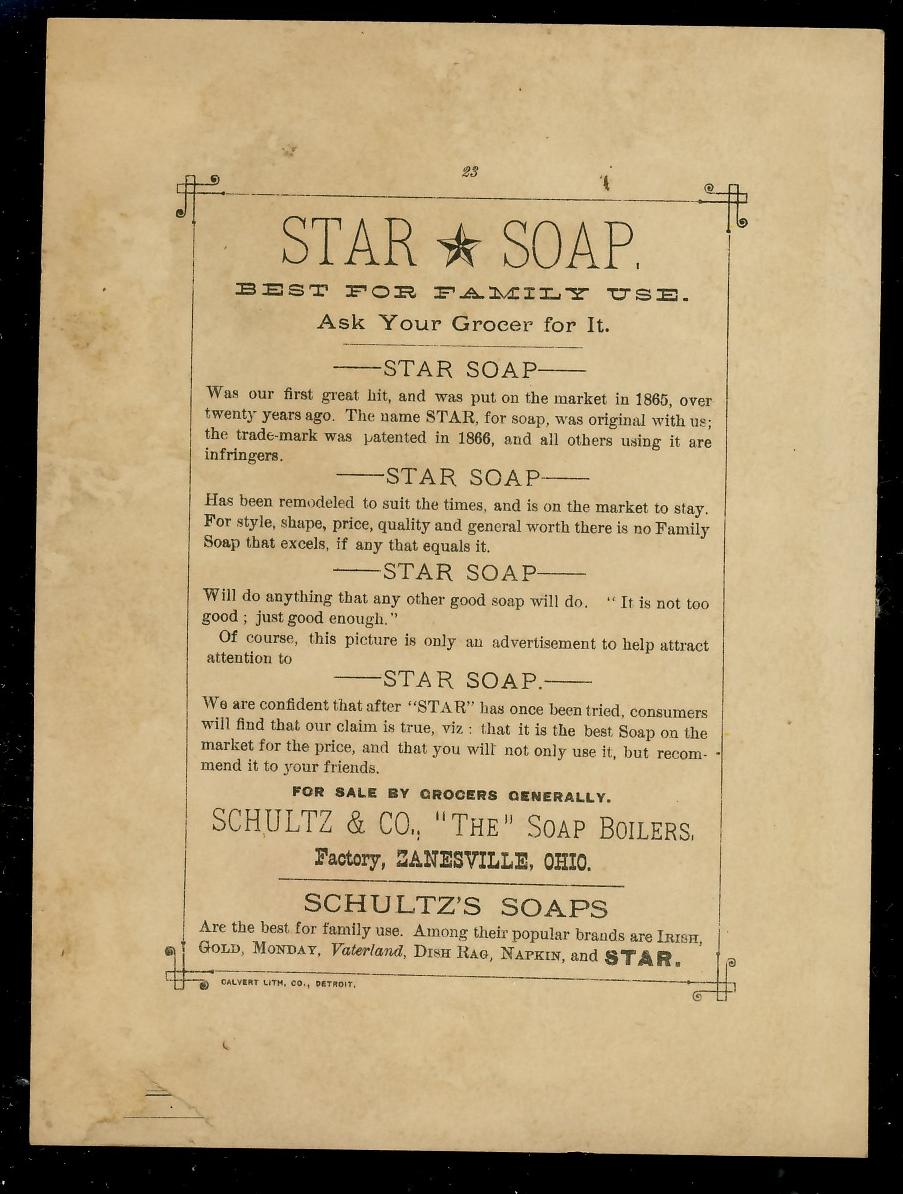 23
STAR ★ SOAP.
BEST FOR FAMILY USE.
Ask Your Grocer for It.
——STAR SOAP——
Was our first great hit, and was put on the market in 1865, over
twenty years ago. The name STAR, for soap, was original with us;
the trade-mark was patented in 1866, and all others using it are
infringers.
——STAR SOAP——
Has been remodeled to suit the times, and is on the market to stay.
For style, shape, price, quality and general worth there is no Family
Soap that excels, if any that equals it.
——STAR SOAP——
Will do anything that any other good soap will do. "It is not too
good ; just good enough."
Of course, this picture is only an advertisement to help attract
attention to
——STAR SOAP.——
We are confident that after "STAR" has once been tried, consumers
will find that our claim is true, viz : that it is the best Soap on the
market for the price, and that you will not only use it, but recom-
mend it to your friends.
FOR SALE BY GROCERS GENERALLY.
SCHULTZ & CO., "THE" SOAP BOILERS,
Factory, ZANESVILLE, OHIO.
SCHULTZ'S SOAPS
Are the best for family use. Among their popular brands are IRISH,
GOLD, MONDAY, Vaterland, DISH RAG, NAPKIN, and STAR.
CALVERT LITH. CO., DETROIT.